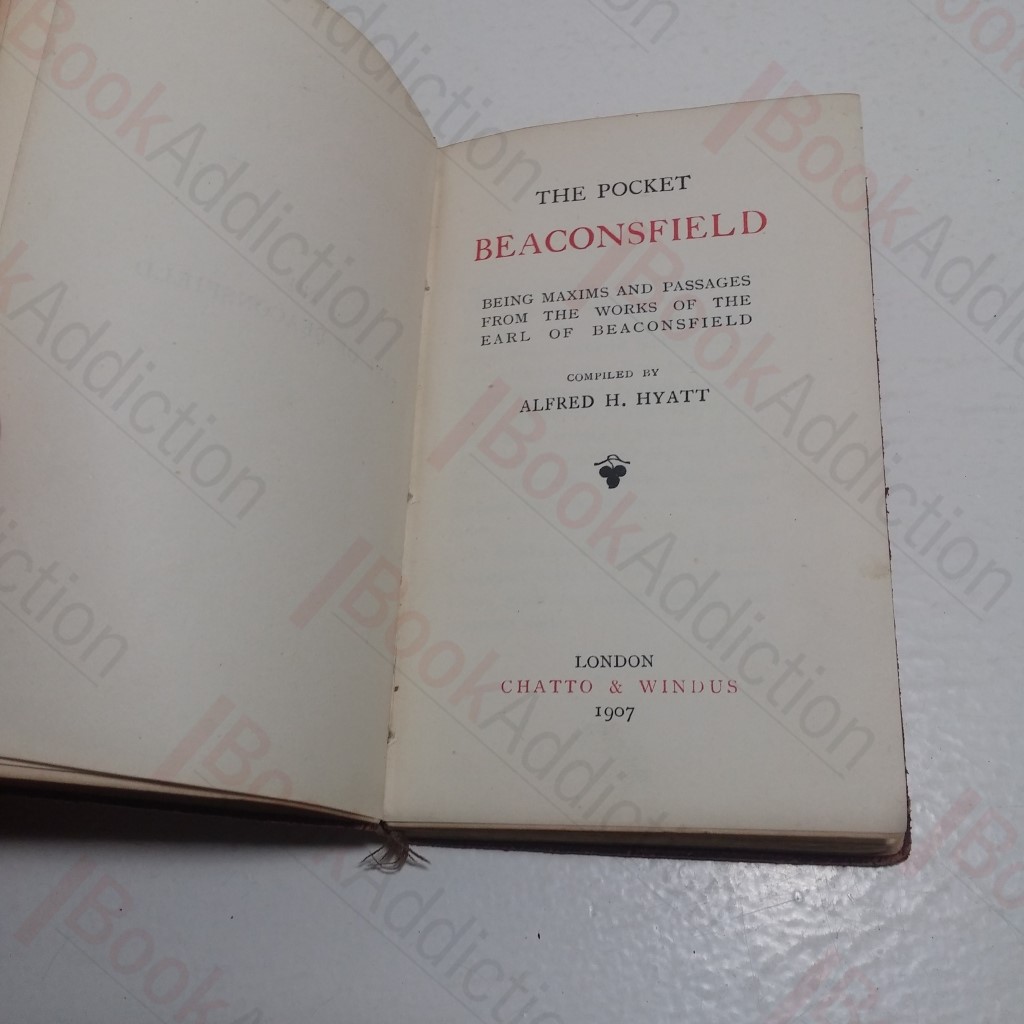 THE POCKET
BEACONSFIELD
BEING MAXIMS AND PASSAGES
FROM THE WORKS OF THE
EARL OF BEACONSFIELD
COMPILED BY
ALFRED H. HYATT
LONDON
CHATTO & WINDUS
1907
BookAddiction